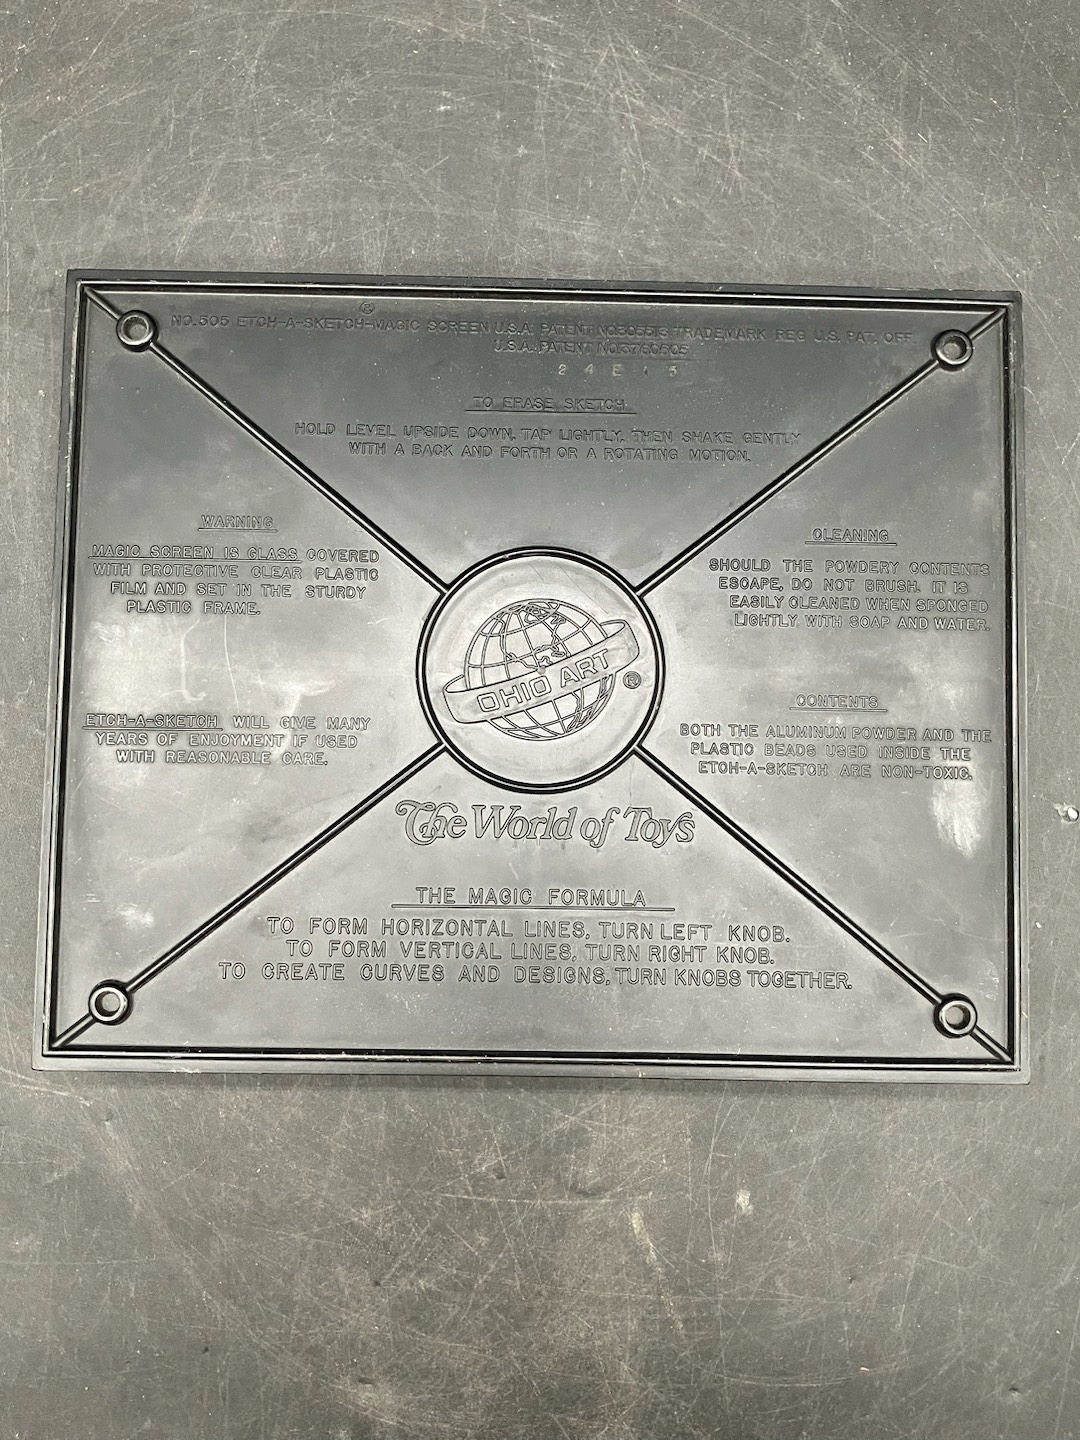 ®
NO.505 ETCH-A-SKETCH-MAGIC SCREEN U.S.A. PATENT NO.3055113 TRADEMARK REG U.S. PAT. OFF.
U.S.A. PATENT NO.3760505
2 4 E 1 5
TO ERASE SKETCH
HOLD LEVEL UPSIDE DOWN, TAP LIGHTLY, THEN SHAKE GENTLY
WITH A BACK AND FORTH OR A ROTATING MOTION.
WARNING
MAGIC SCREEN IS GLASS COVERED
WITH PROTECTIVE CLEAR PLASTIC
FILM AND SET IN THE STURDY
PLASTIC FRAME.
ETCH-A-SKETCH WILL GIVE MANY
YEARS OF ENJOYMENT IF USED
WITH REASONABLE CARE.
OHIO ART ®
CLEANING
SHOULD THE POWDERY CONTENTS
ESCAPE, DO NOT BRUSH. IT IS
EASILY CLEANED WHEN SPONGED
LIGHTLY WITH SOAP AND WATER.
CONTENTS
BOTH THE ALUMINUM POWDER AND THE
PLASTIC BEADS USED INSIDE THE
ETCH-A-SKETCH ARE NON-TOXIC.
The World of Toys
THE MAGIC FORMULA
TO FORM HORIZONTAL LINES, TURN LEFT KNOB.
TO FORM VERTICAL LINES, TURN RIGHT KNOB.
TO CREATE CURVES AND DESIGNS, TURN KNOBS TOGETHER.